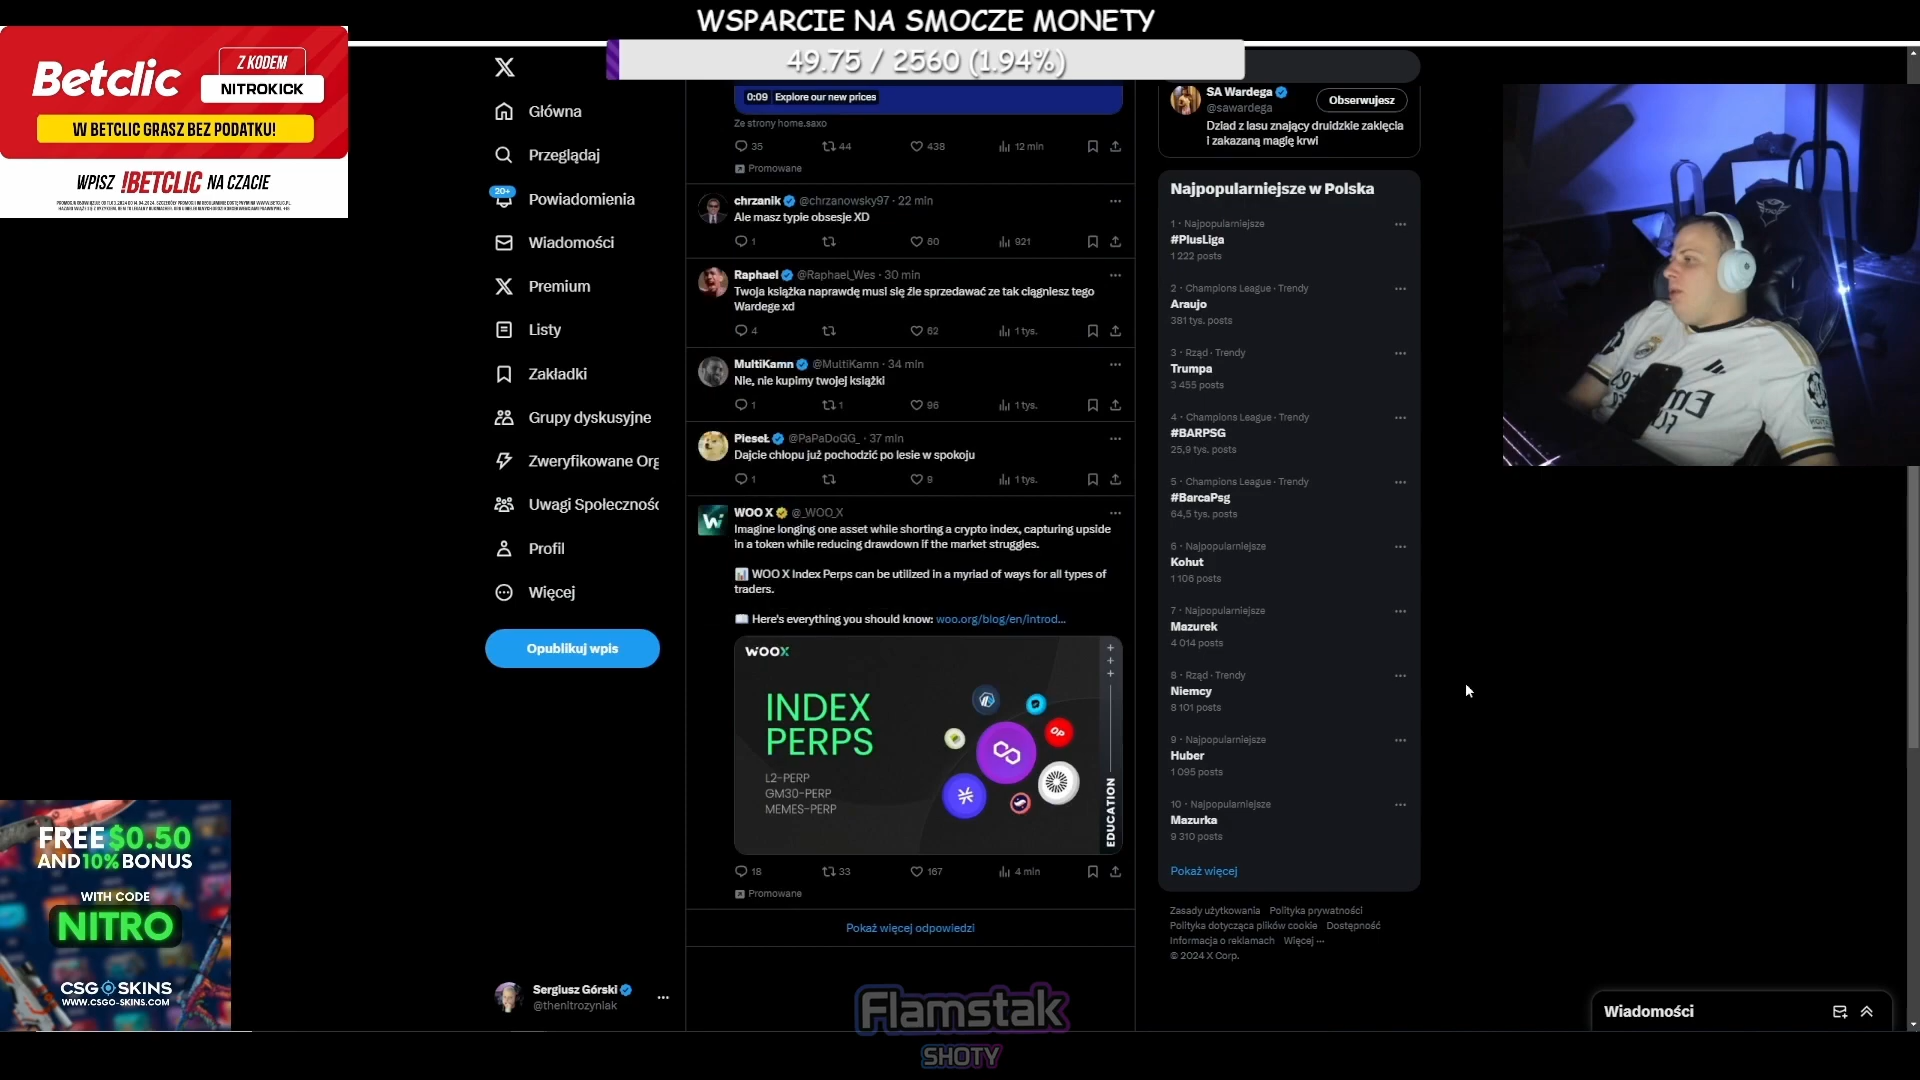 WSPARCIE NA SMOCZE MONETY
49.75 / 2560 (1.94%)
Betclic
Z KODEM
NITROKICK
W BETCLIC GRASZ BEZ PODATKU!
WPISZ !BETCLIC NA CZACIE
Główna
Przeglądaj
20+
Powiadomienia
Wiadomości
Premium
Listy
Zakładki
Grupy dyskusyjne
Zweryfikowane Org
Uwagi Społecznośc
Profil
Więcej
Opublikuj wpis
Sergiusz Górski
@thenitrozyniak
0:09 Explore our new prices
Ze strony home.saxo
35 44 438 12 mln
Promowane
chrzanik @chrzanowsky97 · 22 min
Ale masz typie obsesje XD
1 80 921
Raphael @Raphael_Wes · 30 min
Twoja książka naprawdę musi się źle sprzedawać ze tak ciągniesz tego
Wardege xd
4 62 1 tys.
MultiKamn @MultiKamn · 34 min
Nie, nie kupimy twojej książki
1 1 96 1 tys.
PieseŁ @PaPaDoGG_ · 37 min
Dajcie chłopu już pochodzić po lesie w spokoju
1 9 1 tys.
WOO X @_WOO_X
Imagine longing one asset while shorting a crypto index, capturing upside
in a token while reducing drawdown if the market struggles.
WOO X Index Perps can be utilized in a myriad of ways for all types of
traders.
Here's everything you should know: woo.org/blog/en/introd...
WOOX
INDEX
PERPS
L2-PERP
GM30-PERP
MEMES-PERP
OP
EDUCATION
18 33 167 4 mln
Promowane
Pokaż więcej odpowiedzi
SA Wardega
@sawardega
Obserwujesz
Dziad z lasu znający druidzkie zaklęcia
i zakazaną magię krwi
Najpopularniejsze w Polska
1 · Najpopularniejsze
#PlusLiga
1 222 posts
2 · Champions League · Trendy
Araujo
381 tys. posts
3 · Rząd · Trendy
Trumpa
3 455 posts
4 · Champions League · Trendy
#BARPSG
25,9 tys. posts
5 · Champions League · Trendy
#BarcaPsg
64,5 tys. posts
6 · Najpopularniejsze
Kohut
1 106 posts
7 · Najpopularniejsze
Mazurek
4 014 posts
8 · Rząd · Trendy
Niemcy
8 101 posts
9 · Najpopularniejsze
Huber
1 095 posts
10 · Najpopularniejsze
Mazurka
9 310 posts
Pokaż więcej
Zasady użytkowania Polityka prywatności
Polityka dotycząca plików cookie Dostępność
Informacja o reklamach Więcej ···
© 2024 X Corp.
Wiadomości
FREE $0.50
AND 10% BONUS
WITH CODE
NITRO
CSG SKINS
WWW.CSGO-SKINS.COM
Flamstak
SHOTY